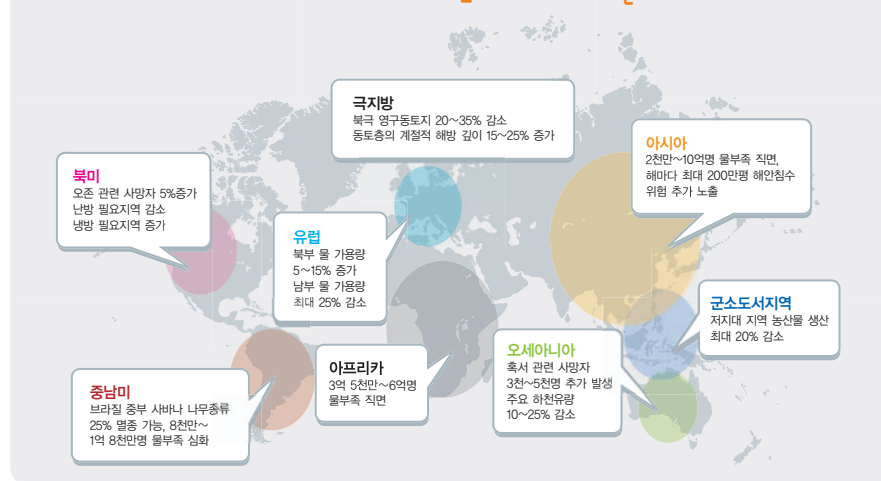 극지방
북극 영구동토지 20~35% 감소
동토층의 계절적 해방 깊이 15~25% 증가
아시아
2천만~10억명 물부족 직면,
해마다 최대 200만평 해안침수
위험 추가 노출
북미
오존 관련 사망자 5%증가
난방 필요지역 감소
냉방 필요지역 증가
유럽
북부 물 가용량
5~15% 증가
남부 물 가용량
최대 25% 감소
군소도서지역
저지대 지역 농산물 생산
최대 20% 감소
오세아니아
혹서 관련 사망자
3천~5천명 추가 발생
주요 하천유량
10~25% 감소
아프리카
3억 5천만~6억명
물부족 직면
중남미
브라질 중부 사바나 나무종류
25% 멸종 가능, 8천만~
1억 8천만명 물부족 심화